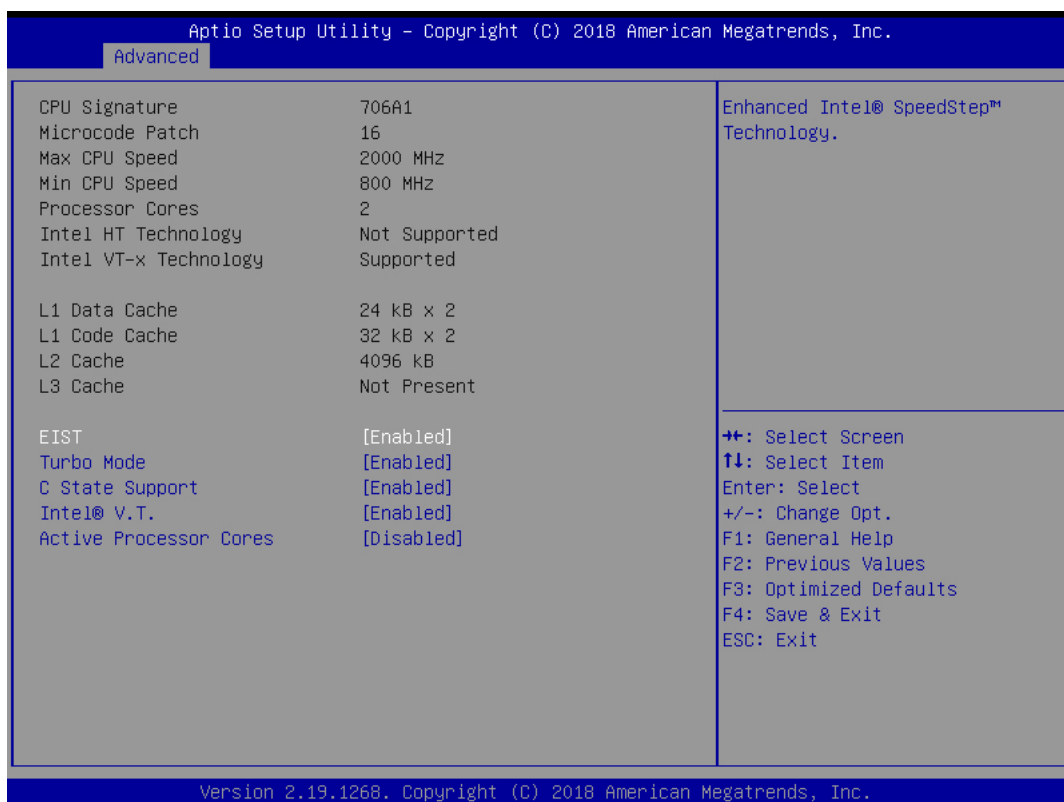 Aptio Setup Utility – Copyright (C) 2018 American Megatrends, Inc.
Advanced
CPU Signature 706A1
Microcode Patch 16
Max CPU Speed 2000 MHz
Min CPU Speed 800 MHz
Processor Cores 2
Intel HT Technology Not Supported
Intel VT-x Technology Supported
L1 Data Cache 24 kB x 2
L1 Code Cache 32 kB x 2
L2 Cache 4096 kB
L3 Cache Not Present
EIST [Enabled]
Turbo Mode [Enabled]
C State Support [Enabled]
Intel® V.T. [Enabled]
Active Processor Cores [Disabled]
Enhanced Intel® SpeedStep™
Technology.
→←: Select Screen
↑↓: Select Item
Enter: Select
+/-: Change Opt.
F1: General Help
F2: Previous Values
F3: Optimized Defaults
F4: Save & Exit
ESC: Exit
Version 2.19.1268. Copyright (C) 2018 American Megatrends, Inc.